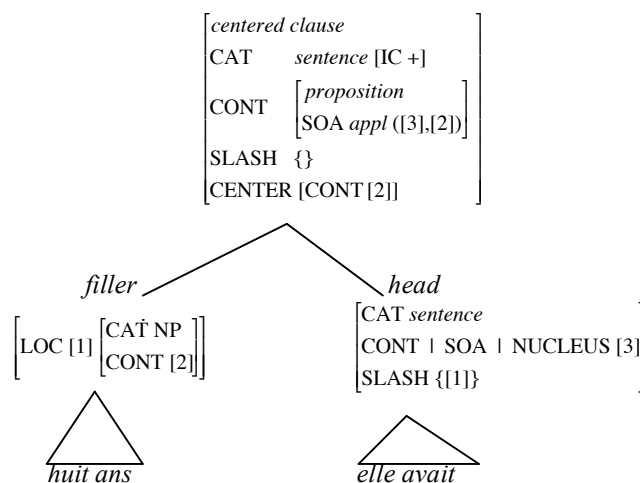 centered clause
CAT sentence [IC +]
CONT
proposition
SOA appl ([3],[2])
SLASH {}
CENTER [CONT [2]]
filler head
LOC [1]
CAṪ NP
CONT [2]
CAT sentence
CONT | SOA | NUCLEUS [3]
SLASH {[1]}
huit ans elle avait